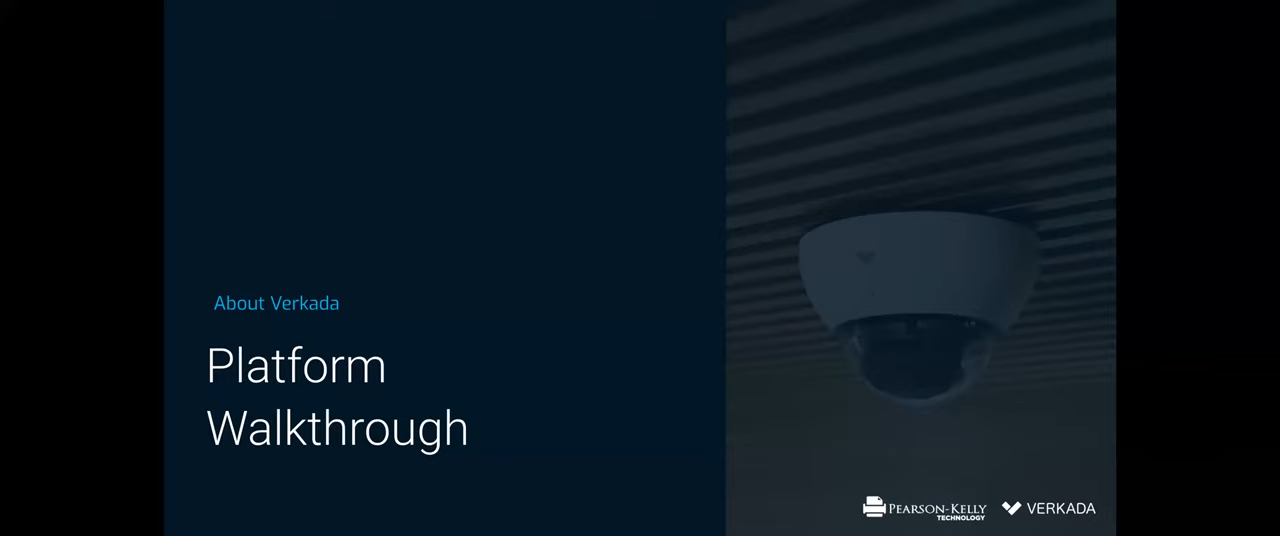 About Verkada
Platform
Walkthrough
PEARSON-KELLY
TECHNOLOGY
VERKADA